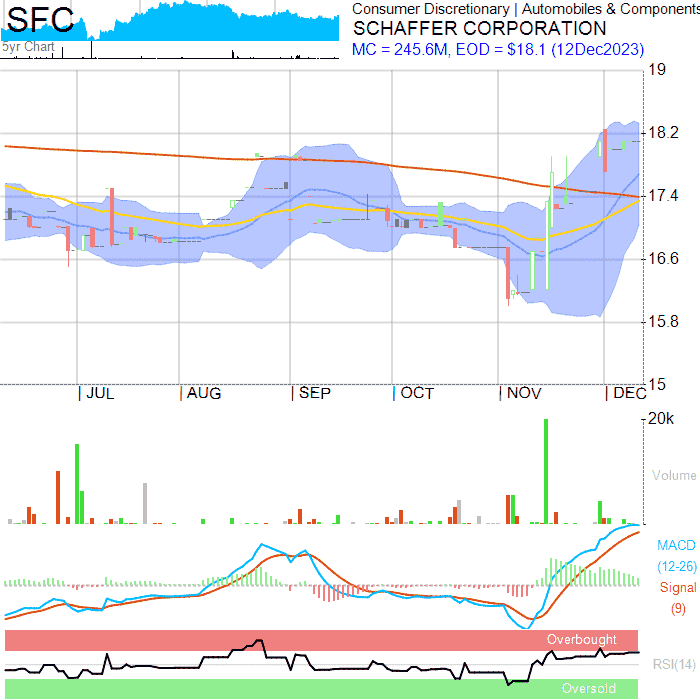 SFC
Consumer Discretionary | Automobiles & Components
SCHAFFER CORPORATION
MC = 245.6M, EOD = $18.1 (12Dec2023)
5yr Chart
19
18.2
17.4
16.6
15.8
15
| JUL | AUG | SEP | OCT | NOV | DEC
20k
Volume
MACD
(12-26)
Signal
(9)
Overbought
RSI(14)
Oversold